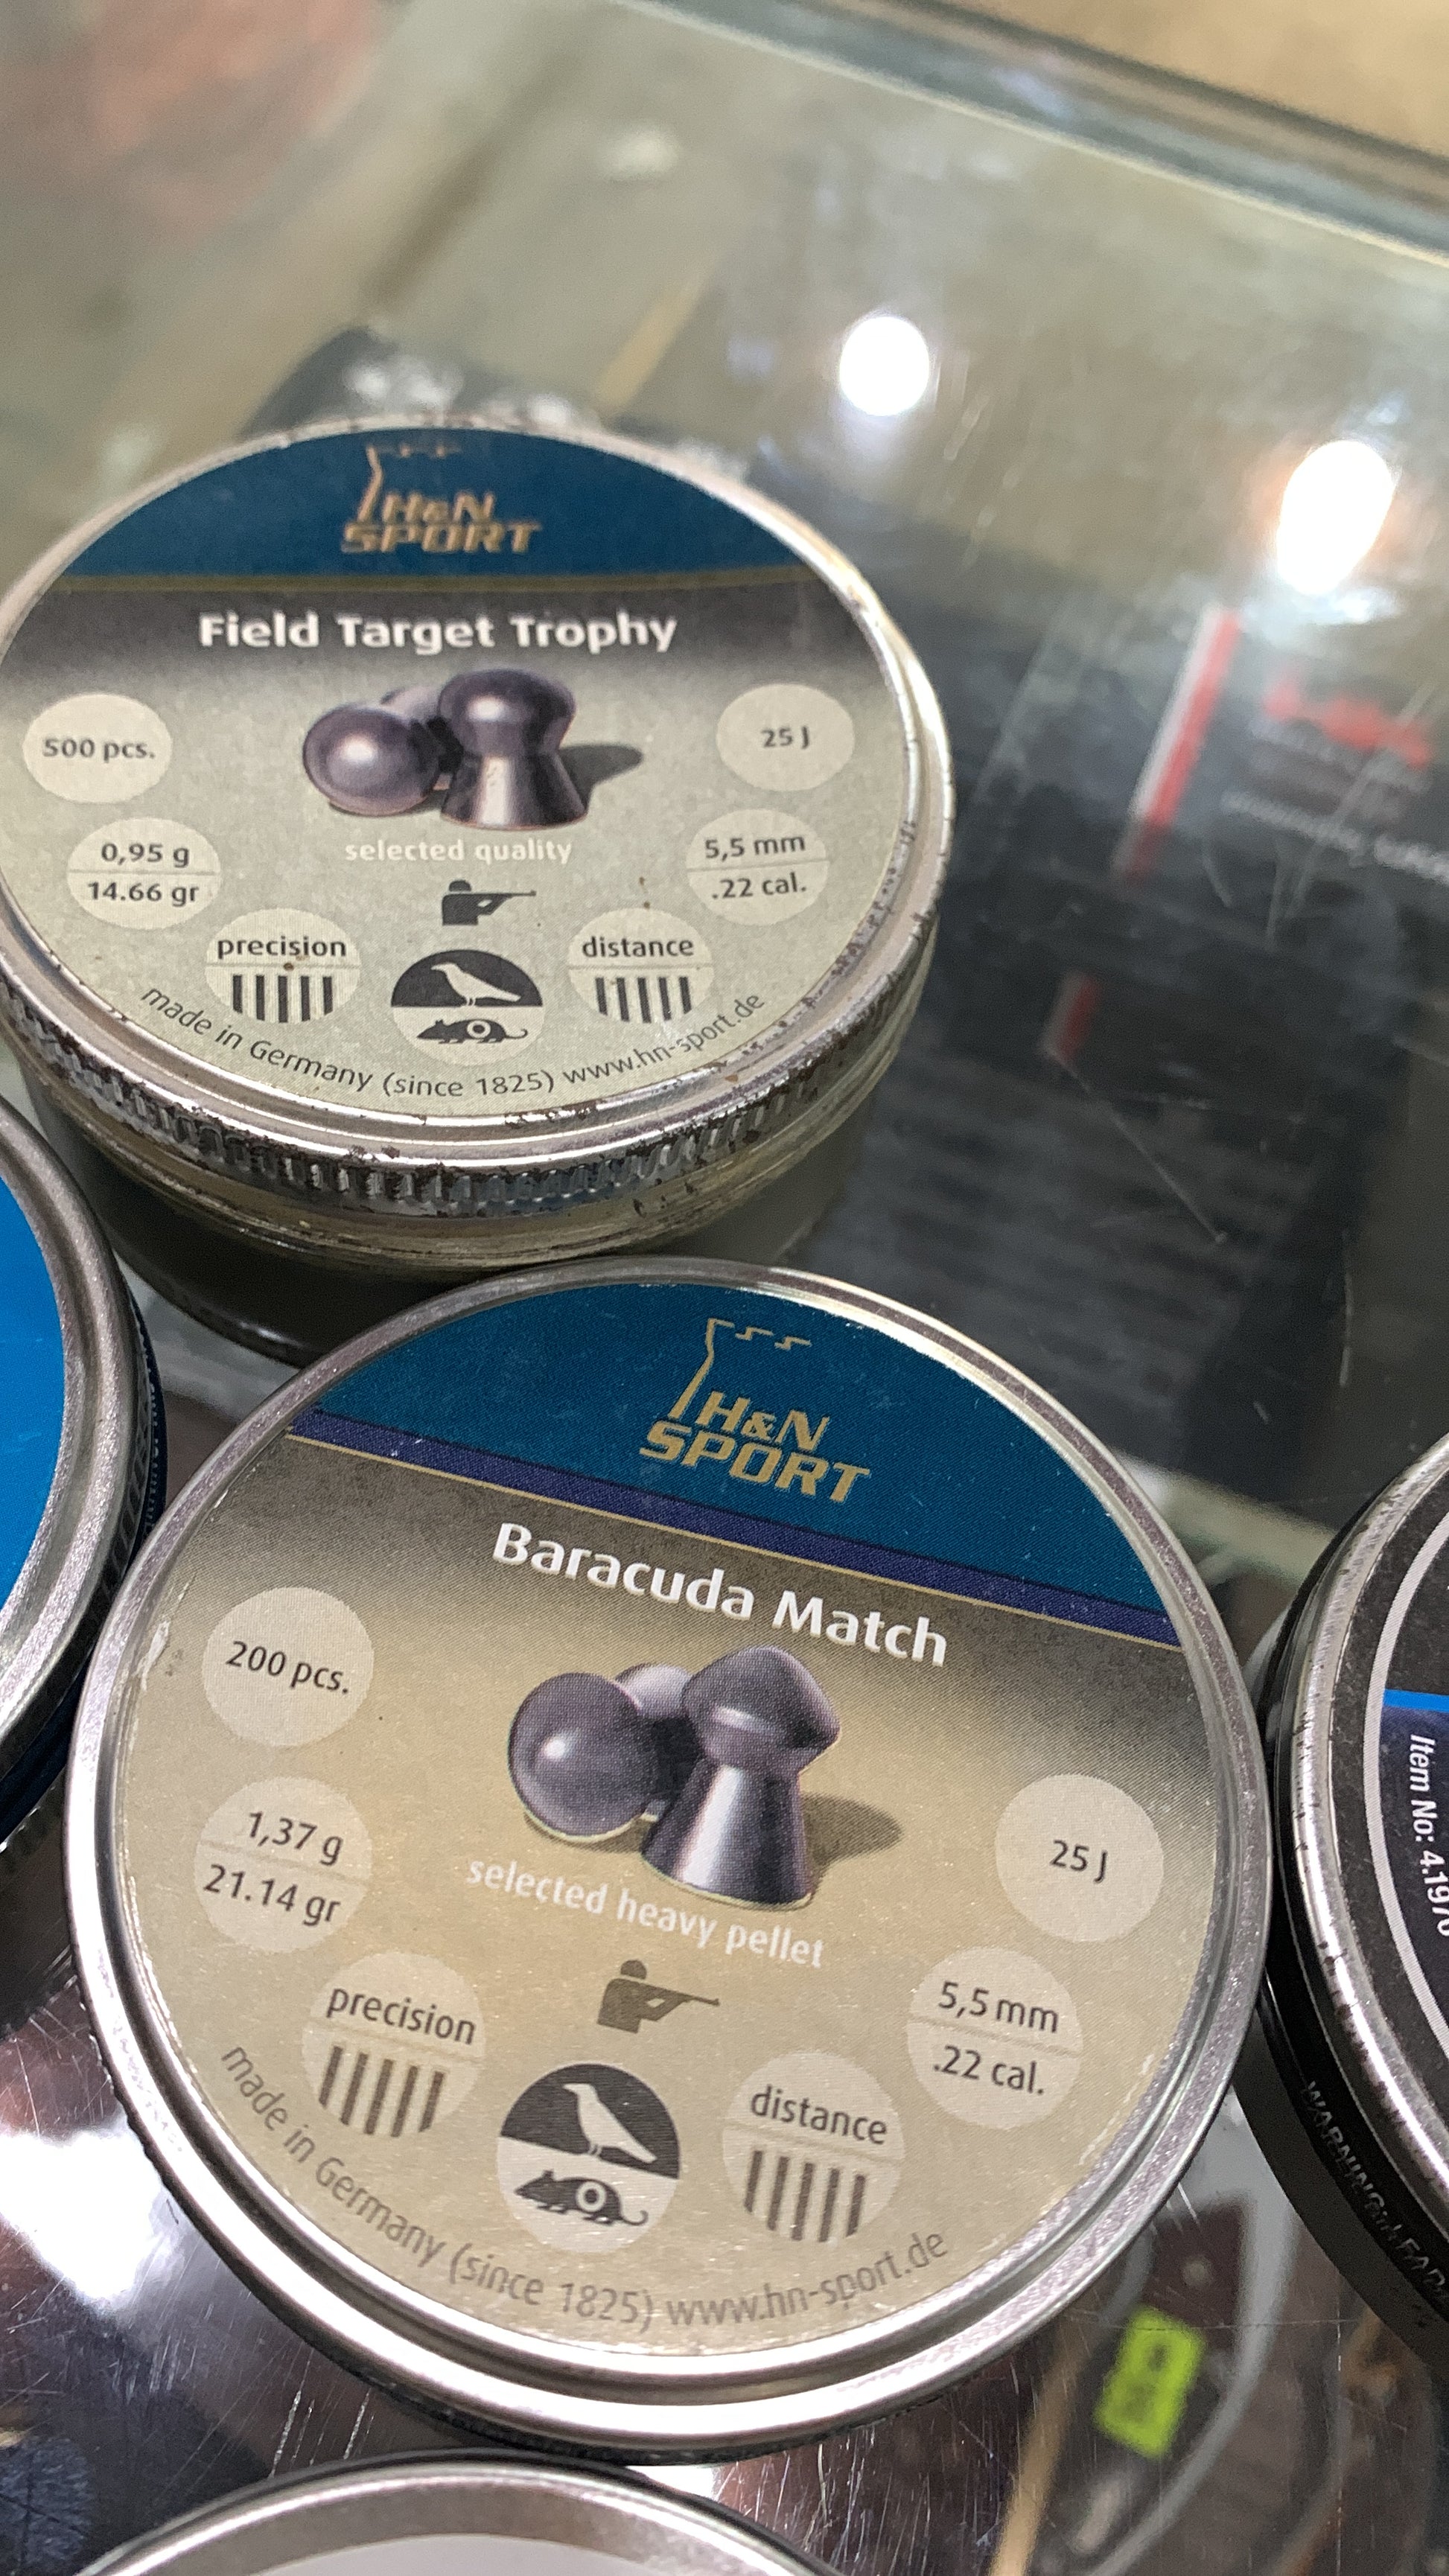 H&N
SPORT
Field Target Trophy
500 pcs.
25 J
0,95 g
14.66 gr
selected quality
5,5 mm
.22 cal.
precision
distance
made in Germany (since 1825) www.hn-sport.de
H&N
SPORT
Baracuda Match
200 pcs.
1,37 g
21.14 gr
selected heavy pellet
25 J
5,5 mm
.22 cal.
precision
distance
made in Germany (since 1825) www.hn-sport.de
Item No: 4.1970
WARNING: